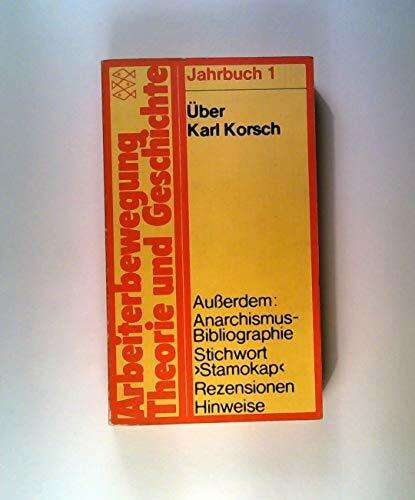 Arbeiterbewegung
Theorie und Geschichte
Jahrbuch 1
Über
Karl Korsch
Außerdem:
Anarchismus-
Bibliographie
Stichwort
›Stamokap‹
Rezensionen
Hinweise